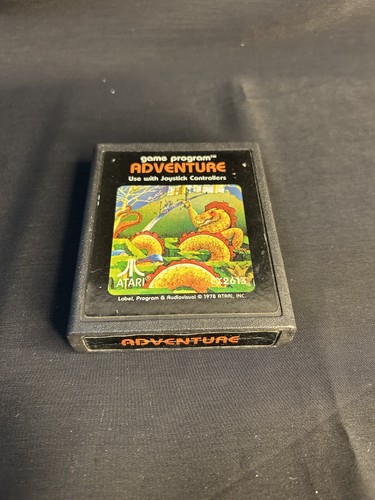 game program™
ADVENTURE
Use with Joystick Controllers
ATARI®
CX2613
Label, Program & Audiovisual © 1978 ATARI, INC.
ADVENTURE